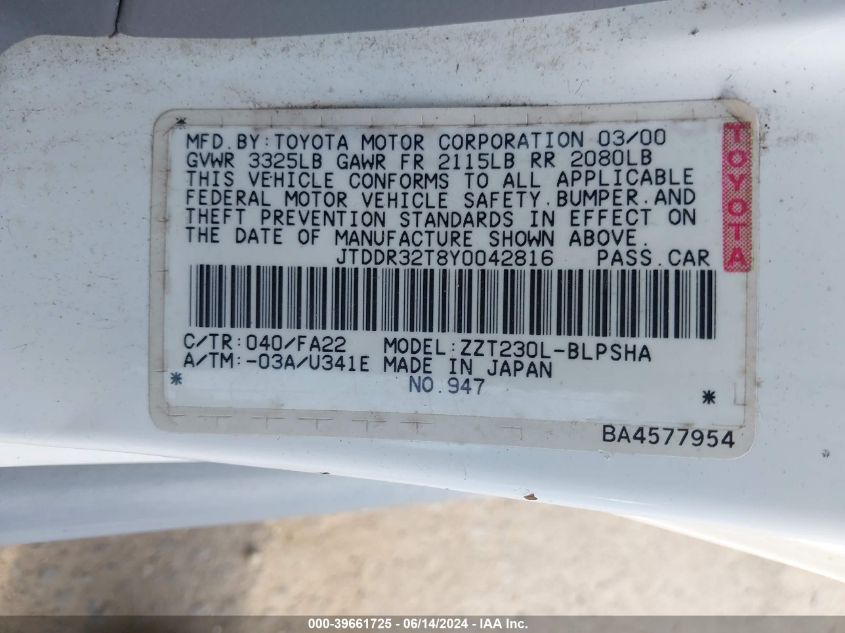 MFD.BY:TOYOTA MOTOR CORPORATION 03/00
GVWR 3325LB GAWR FR 2115LB RR 2080LB
THIS VEHICLE CONFORMS TO ALL APPLICABLE
FEDERAL MOTOR VEHICLE SAFETY.BUMPER.AND
THEFT PREVENTION STANDARDS IN EFFECT ON
THE DATE OF MANUFACTURE SHOWN ABOVE.
JTDDR32T8Y0042816 PASS.CAR
TOYOTA
C/TR:040/FA22 MODEL:ZZT230L-BLPSHA
A/TM:-03A/U341E MADE IN JAPAN
NO.947
BA4577954
000-39661725 - 06/14/2024 - IAA Inc.